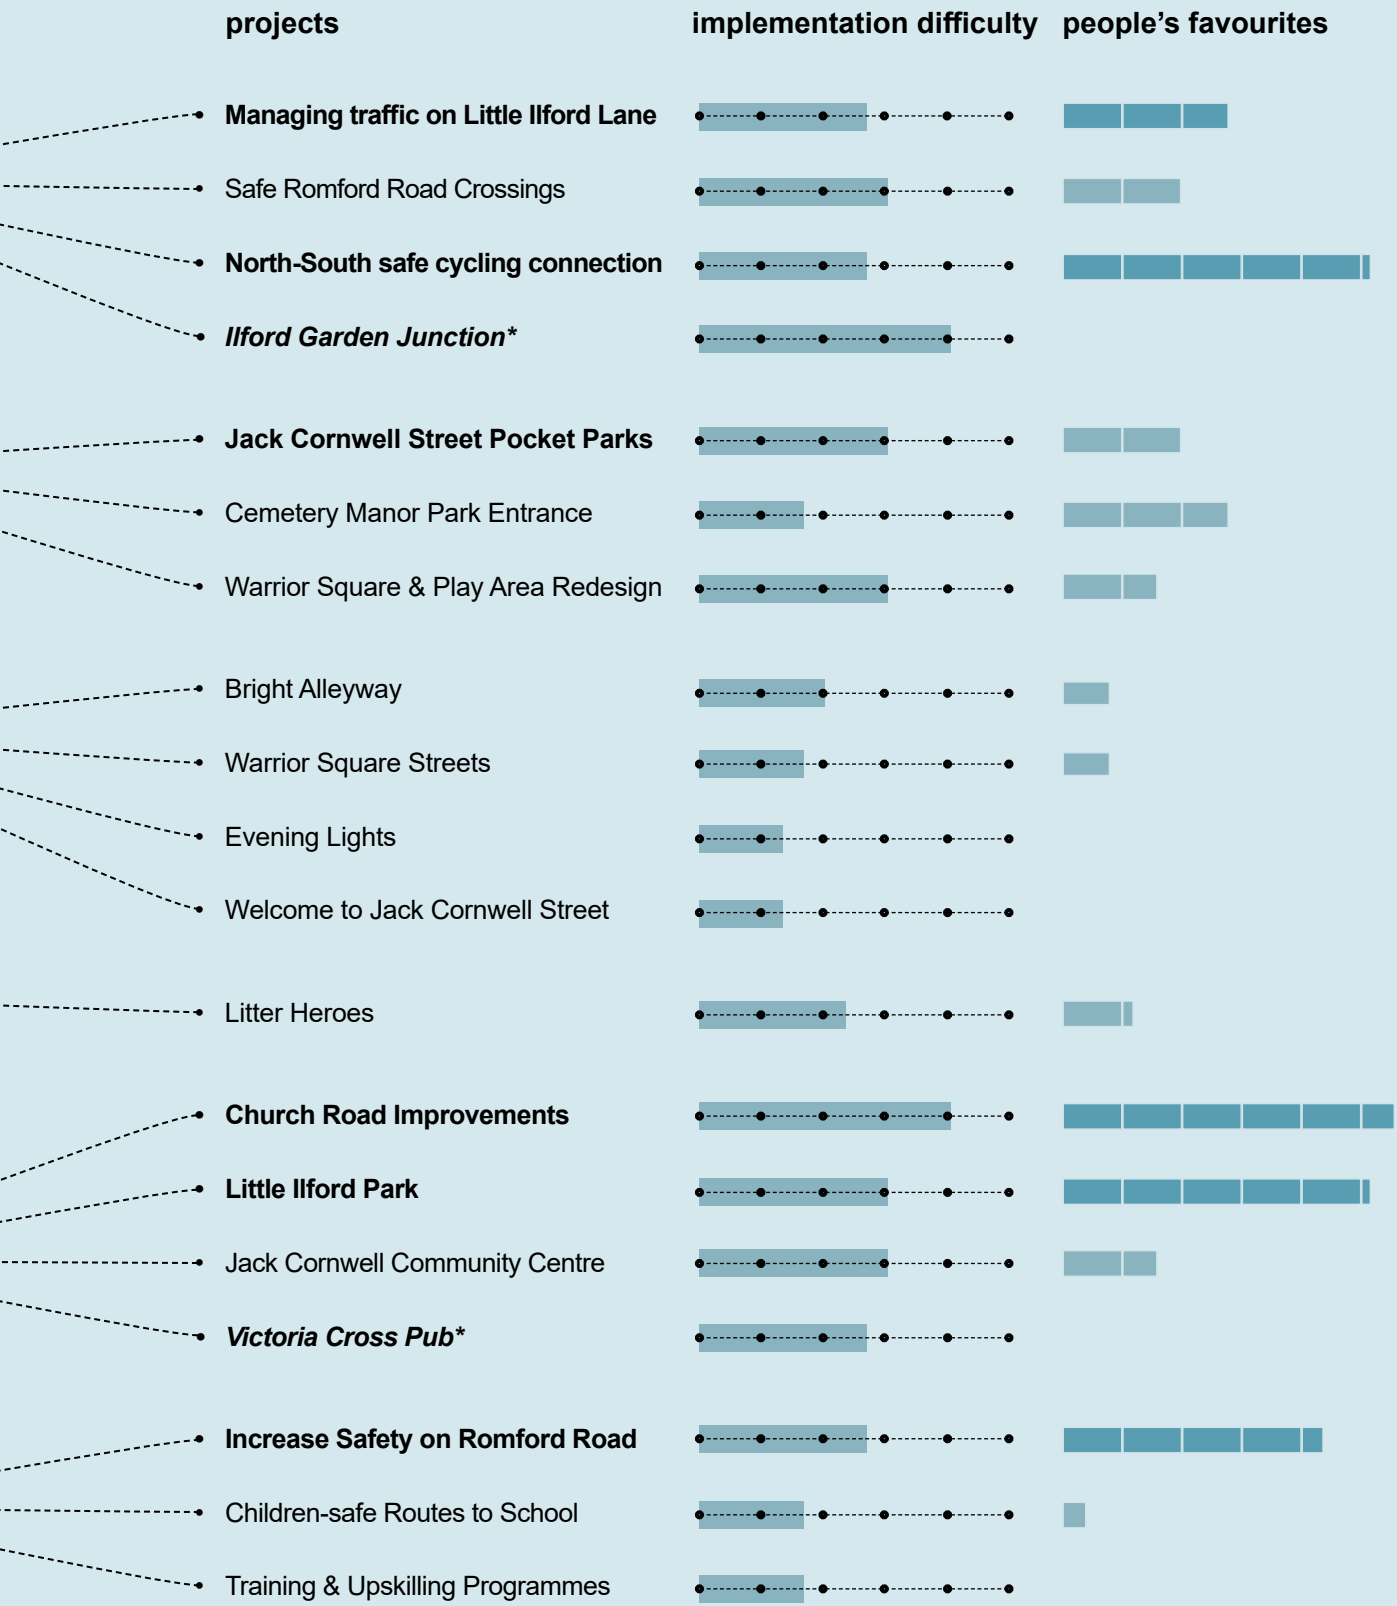 projects implementation difficulty people’s favourites
Managing traffic on Little Ilford Lane
Safe Romford Road Crossings
North-South safe cycling connection
Ilford Garden Junction*
Jack Cornwell Street Pocket Parks
Cemetery Manor Park Entrance
Warrior Square & Play Area Redesign
Bright Alleyway
Warrior Square Streets
Evening Lights
Welcome to Jack Cornwell Street
Litter Heroes
Church Road Improvements
Little Ilford Park
Jack Cornwell Community Centre
Victoria Cross Pub*
Increase Safety on Romford Road
Children-safe Routes to School
Training & Upskilling Programmes